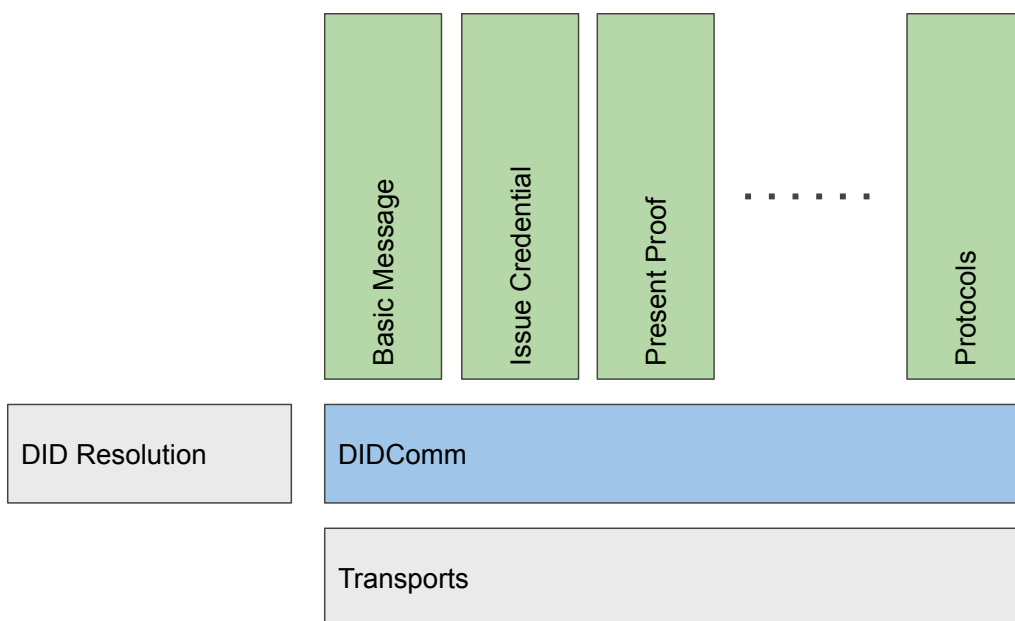 Basic Message
Issue Credential
Present Proof
Protocols
DID Resolution
DIDComm
Transports